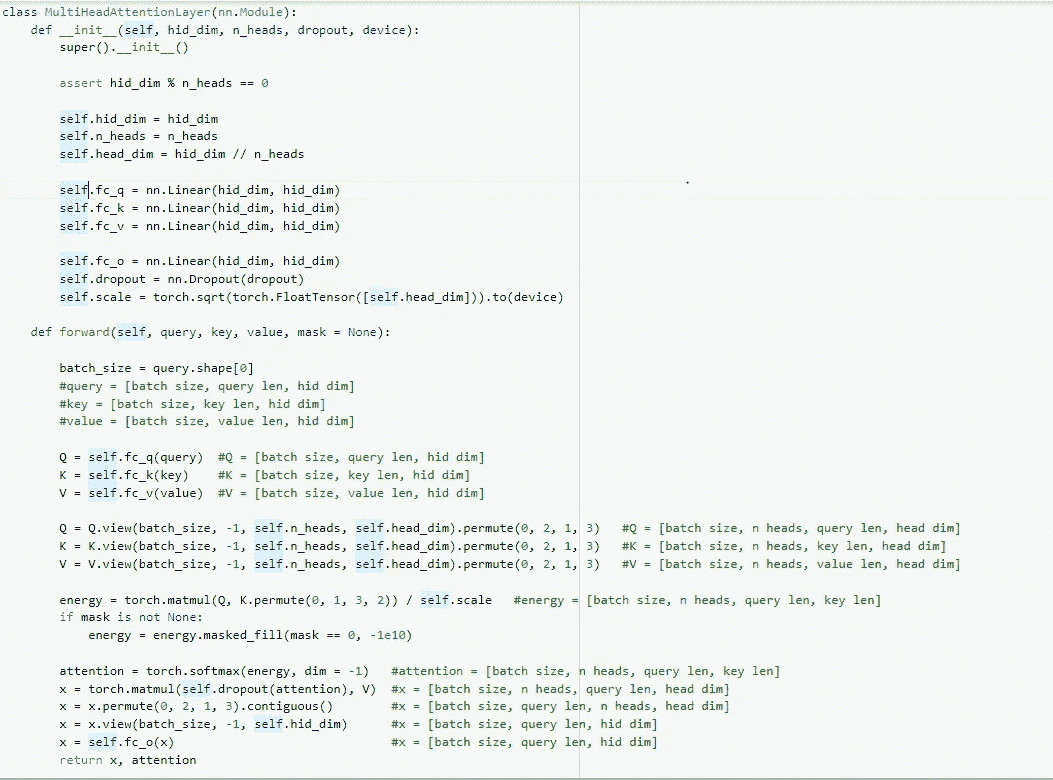 class MultiHeadAttentionLayer(nn.Module):
    def __init__(self, hid_dim, n_heads, dropout, device):
        super().__init__()

        assert hid_dim % n_heads == 0

        self.hid_dim = hid_dim
        self.n_heads = n_heads
        self.head_dim = hid_dim // n_heads

        self.fc_q = nn.Linear(hid_dim, hid_dim)
        self.fc_k = nn.Linear(hid_dim, hid_dim)
        self.fc_v = nn.Linear(hid_dim, hid_dim)

        self.fc_o = nn.Linear(hid_dim, hid_dim)
        self.dropout = nn.Dropout(dropout)
        self.scale = torch.sqrt(torch.FloatTensor([self.head_dim])).to(device)

    def forward(self, query, key, value, mask = None):

        batch_size = query.shape[0]
        #query = [batch size, query len, hid dim]
        #key = [batch size, key len, hid dim]
        #value = [batch size, value len, hid dim]

        Q = self.fc_q(query)  #Q = [batch size, query len, hid dim]
        K = self.fc_k(key)    #K = [batch size, key len, hid dim]
        V = self.fc_v(value)  #V = [batch size, value len, hid dim]

        Q = Q.view(batch_size, -1, self.n_heads, self.head_dim).permute(0, 2, 1, 3)   #Q = [batch size, n heads, query len, head dim]
        K = K.view(batch_size, -1, self.n_heads, self.head_dim).permute(0, 2, 1, 3)   #K = [batch size, n heads, key len, head dim]
        V = V.view(batch_size, -1, self.n_heads, self.head_dim).permute(0, 2, 1, 3)   #V = [batch size, n heads, value len, head dim]

        energy = torch.matmul(Q, K.permute(0, 1, 3, 2)) / self.scale   #energy = [batch size, n heads, query len, key len]
        if mask is not None:
            energy = energy.masked_fill(mask == 0, -1e10)

        attention = torch.softmax(energy, dim = -1)   #attention = [batch size, n heads, query len, key len]
        x = torch.matmul(self.dropout(attention), V)  #x = [batch size, n heads, query len, head dim]
        x = x.permute(0, 2, 1, 3).contiguous()        #x = [batch size, query len, n heads, head dim]
        x = x.view(batch_size, -1, self.hid_dim)      #x = [batch size, query len, hid dim]
        x = self.fc_o(x)                              #x = [batch size, query len, hid dim]
        return x, attention